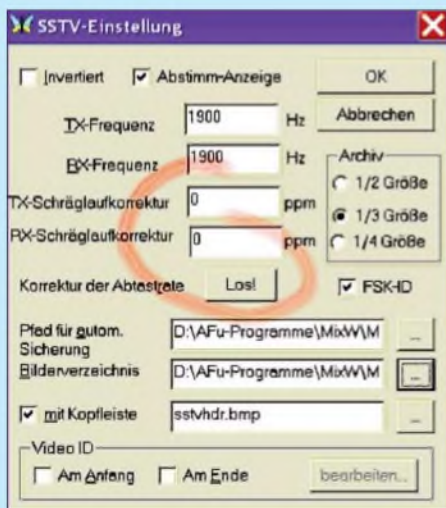 SSTV-Einstellung
Invertiert Abstimm-Anzeige OK
TX-Frequenz 1900 Hz Abbrechen
RX-Frequenz 1900 Hz Archiv
1/2 Größe
TX-Schräglaufkorrektur 0 ppm
1/3 Größe
RX-Schräglaufkorrektur 0 ppm 1/4 Größe
Korrektur der Abtastrate Los! FSK-ID
Pfad für autom. Sicherung D:\AFu-Programme\MixW\M ...
Bilderverzeichnis D:\AFu-Programme\MixW\M ...
mit Kopfleiste sstvhdr.bmp ...
Video ID
Am Anfang Am Ende bearbeiten...